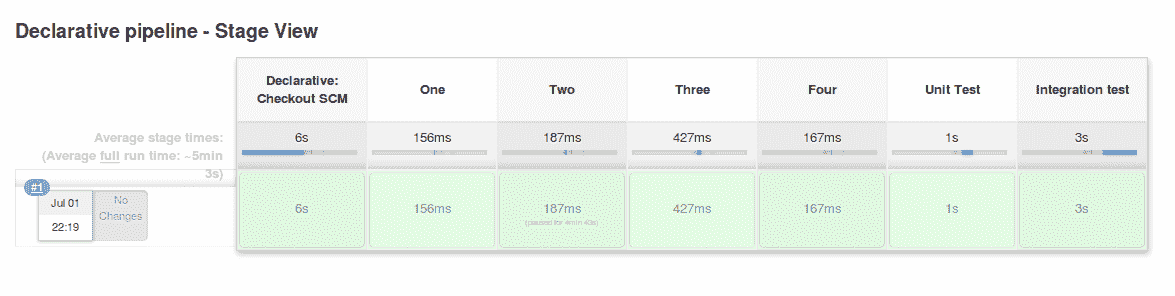 Declarative pipeline - Stage View
Declarative:
Checkout SCM
One
Two
Three
Four
Unit Test
Integration test
Average stage times:
(Average full run time: ~5min
3s)
6s
156ms
187ms
427ms
167ms
1s
3s
#1
Jul 01
22:19
No
Changes
6s
156ms
187ms
(paused for 4min 43s)
427ms
167ms
1s
3s